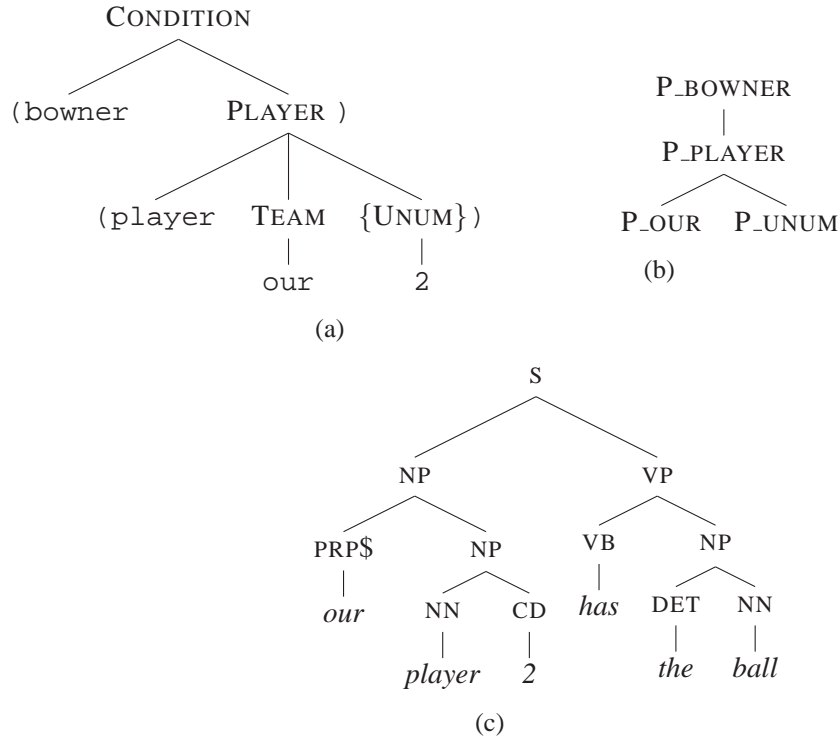 CONDITION
(bowner PLAYER )
(player TEAM {UNUM})
our 2
(a)
P_BOWNER
P_PLAYER
P_OUR P_UNUM
(b)
S
NP VP
PRP$ NP VB NP
our NN CD has DET NN
player 2 the ball
(c)